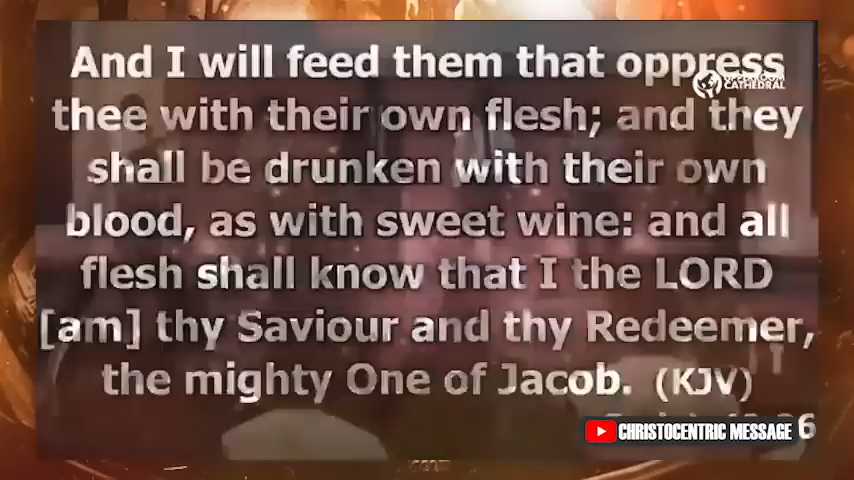 And I will feed them that oppress
thee with their own flesh; and they
shall be drunken with their own
blood, as with sweet wine: and all
flesh shall know that I the LORD
[am] thy Saviour and thy Redeemer,
the mighty One of Jacob. (KJV)
CATHEDRAL
CHRISTOCENTRIC MESSAGE